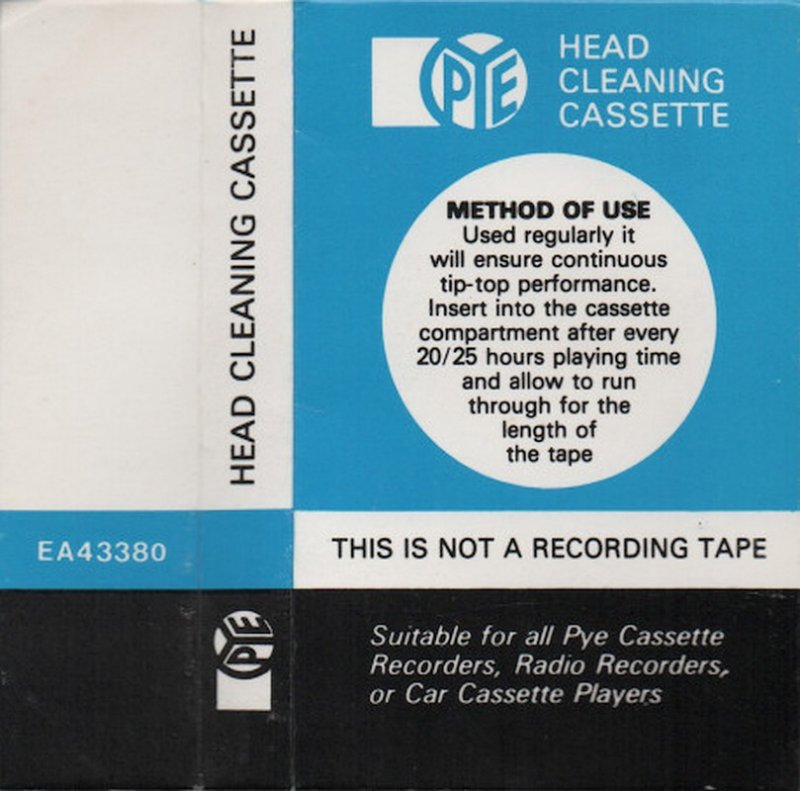 HEAD CLEANING CASSETTE
EA43380
PYE
PYE
HEAD
CLEANING
CASSETTE
METHOD OF USE
Used regularly it
will ensure continuous
tip-top performance.
Insert into the cassette
compartment after every
20/25 hours playing time
and allow to run
through for the
length of
the tape
THIS IS NOT A RECORDING TAPE
Suitable for all Pye Cassette
Recorders, Radio Recorders,
or Car Cassette Players